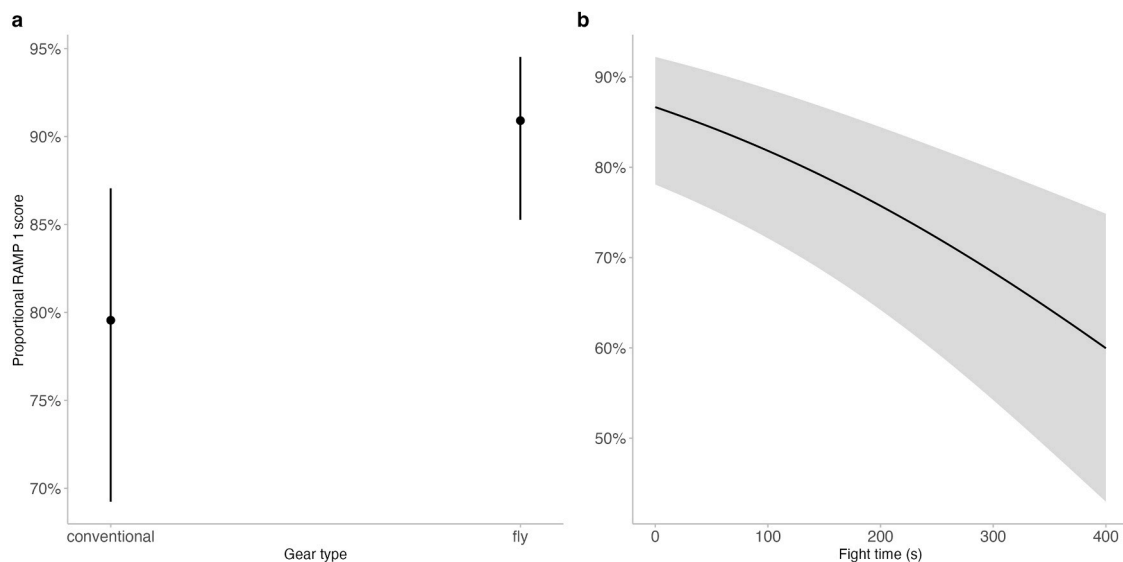 a
95%
90%
85%
80%
75%
70%
Proportional RAMP 1 score
conventional
fly
Gear type
b
90%
80%
70%
60%
50%
0
100
200
300
400
Fight time (s)